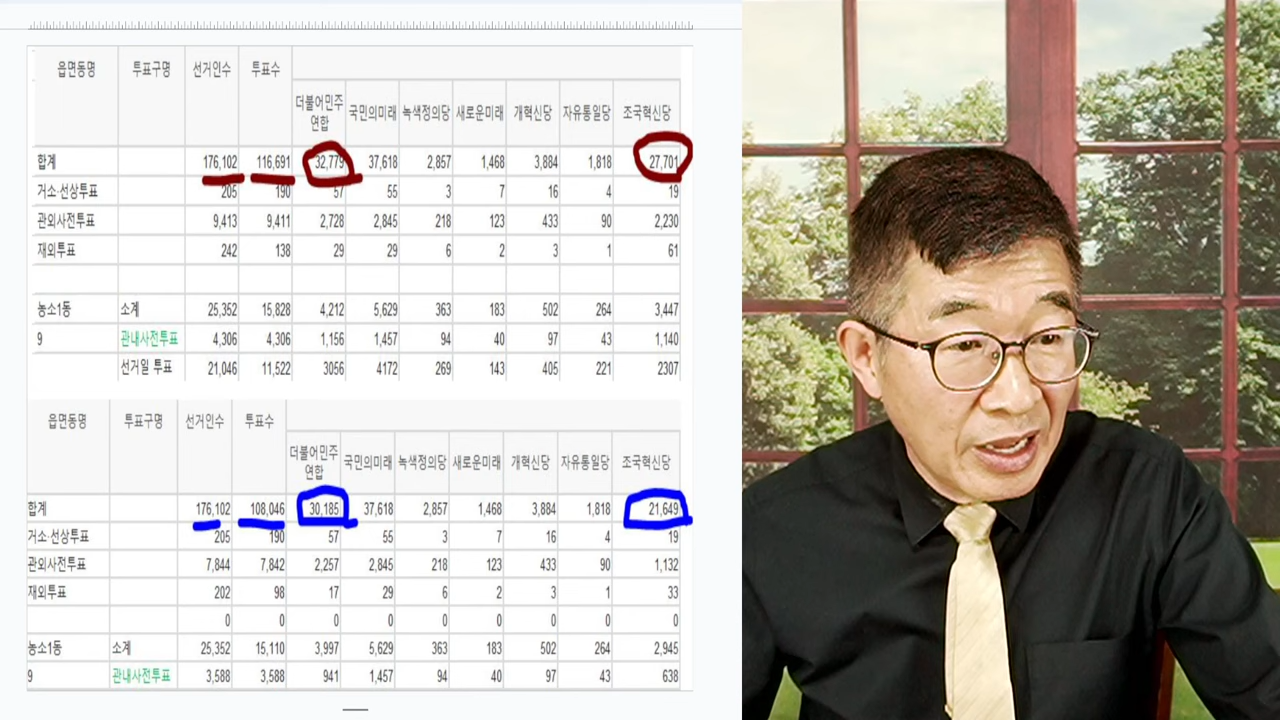 읍면동명 투표구명 선거인수 투표수
더불어민주연합 국민의미래 녹색정의당 새로운미래 개혁신당 자유통일당 조국혁신당
합계 176,102 116,691 32,779 37,618 2,857 1,468 3,884 1,818 27,701
거소·선상투표 205 190 57 55 3 7 16 4 19
관외사전투표 9,413 9,411 2,728 2,845 218 123 433 90 2,230
재외투표 242 138 29 29 6 2 3 1 61
농소1동 소계 25,352 15,828 4,212 5,629 363 183 502 264 3,447
9 관내사전투표 4,306 4,306 1,156 1,457 94 40 97 43 1,140
선거일 투표 21,046 11,522 3056 4172 269 143 405 221 2307
읍면동명 투표구명 선거인수 투표수
더불어민주연합 국민의미래 녹색정의당 새로운미래 개혁신당 자유통일당 조국혁신당
합계 176,102 108,046 30,185 37,618 2,857 1,468 3,884 1,818 21,649
거소·선상투표 205 190 57 55 3 7 16 4 19
관외사전투표 7,844 7,842 2,257 2,845 218 123 433 90 1,132
재외투표 202 98 17 29 6 2 3 1 33
0 0 0 0 0 0 0 0 0
농소1동 소계 25,352 15,110 3,997 5,629 363 183 502 264 2,945
9 관내사전투표 3,588 3,588 941 1,457 94 40 97 43 638